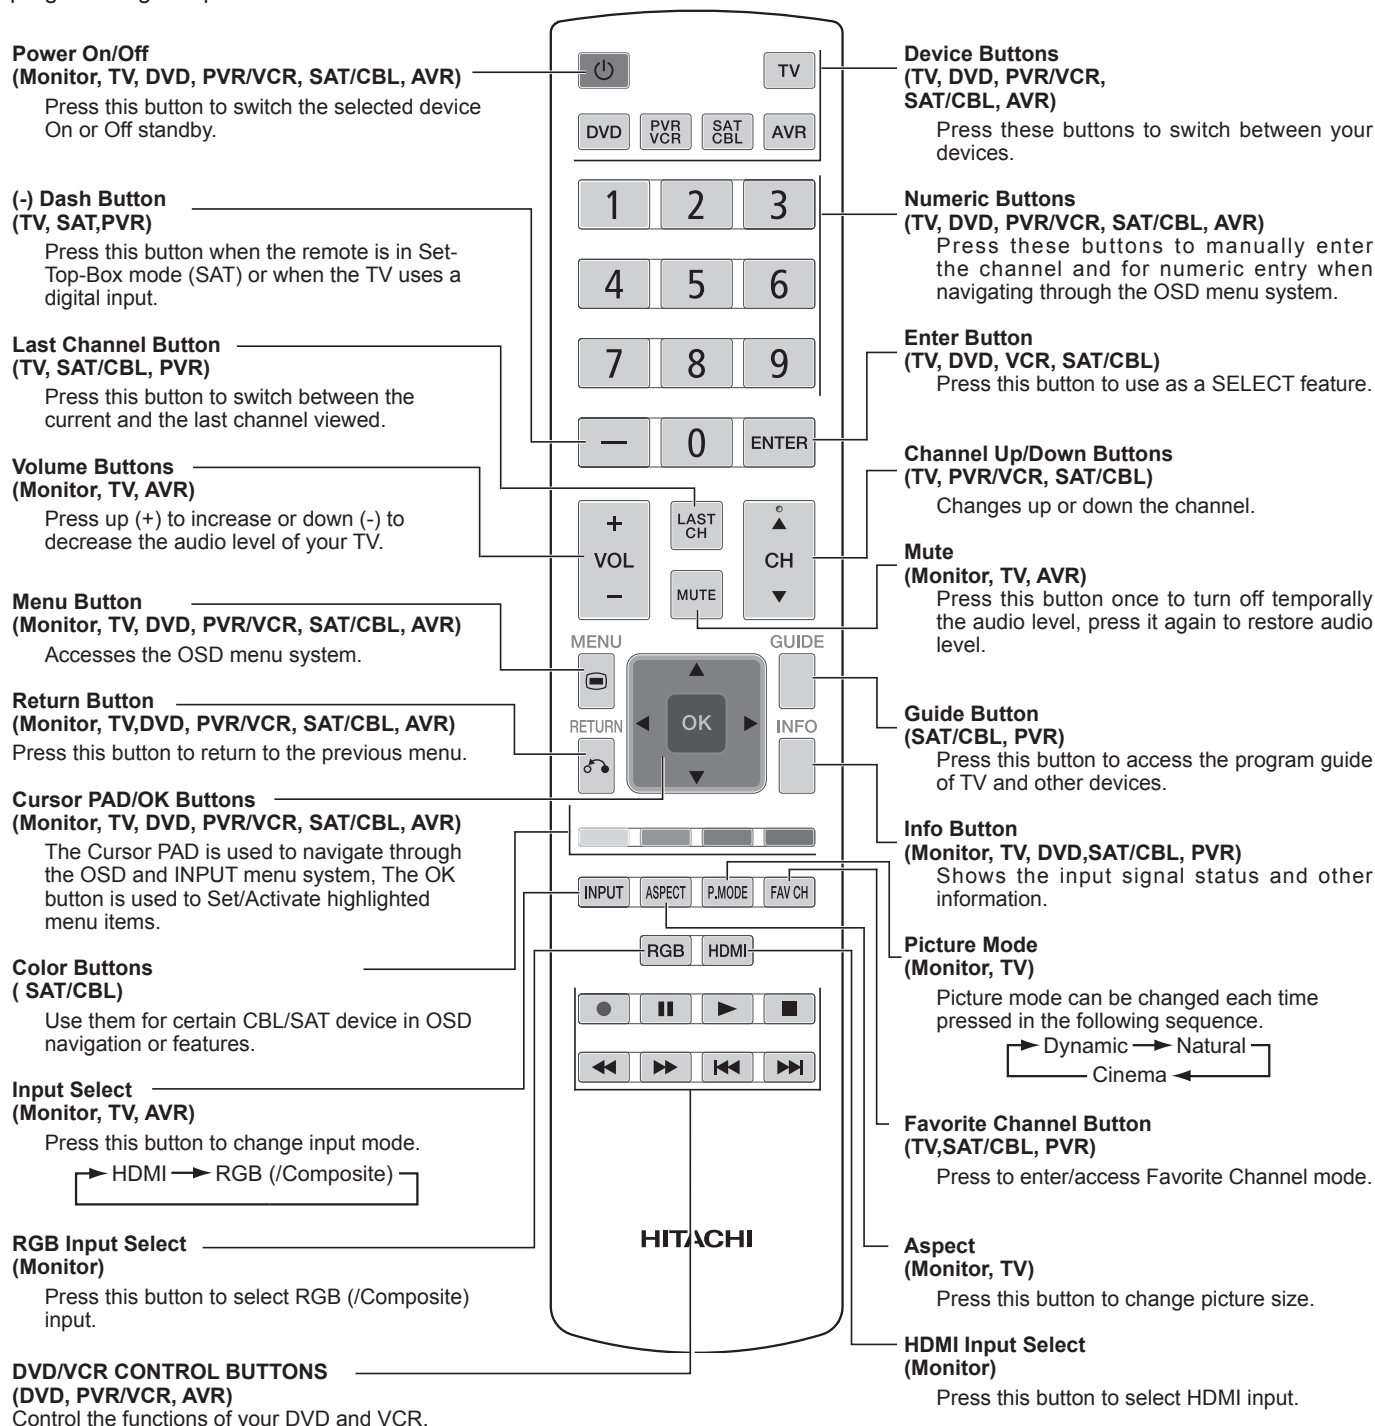 Power On/Off
(Monitor, TV, DVD, PVR/VCR, SAT/CBL, AVR)
Press this button to switch the selected device
On or Off standby.
(-) Dash Button
(TV, SAT,PVR)
Press this button when the remote is in Set-
Top-Box mode (SAT) or when the TV uses a
digital input.
Last Channel Button
(TV, SAT/CBL, PVR)
Press this button to switch between the
current and the last channel viewed.
Volume Buttons
(Monitor, TV, AVR)
Press up (+) to increase or down (-) to
decrease the audio level of your TV.
Menu Button
(Monitor, TV, DVD, PVR/VCR, SAT/CBL, AVR)
Accesses the OSD menu system.
Return Button
(Monitor, TV,DVD, PVR/VCR, SAT/CBL, AVR)
Press this button to return to the previous menu.
Cursor PAD/OK Buttons
(Monitor, TV, DVD, PVR/VCR, SAT/CBL, AVR)
The Cursor PAD is used to navigate through
the OSD and INPUT menu system, The OK
button is used to Set/Activate highlighted
menu items.
Color Buttons
( SAT/CBL)
Use them for certain CBL/SAT device in OSD
navigation or features.
Input Select
(Monitor, TV, AVR)
Press this button to change input mode.
HDMI RGB (/Composite)
RGB Input Select
(Monitor)
Press this button to select RGB (/Composite)
input.
DVD/VCR CONTROL BUTTONS
(DVD, PVR/VCR, AVR)
Control the functions of your DVD and VCR.
TV
DVD PVR VCR SAT CBL AVR
1 2 3
4 5 6
7 8 9
— 0 ENTER
+ LAST CH
VOL CH
− MUTE
MENU GUIDE
OK
RETURN INFO
INPUT ASPECT P.MODE FAV CH
RGB HDMI
HITACHI
Device Buttons
(TV, DVD, PVR/VCR,
SAT/CBL, AVR)
Press these buttons to switch between your
devices.
Numeric Buttons
(TV, DVD, PVR/VCR, SAT/CBL, AVR)
Press these buttons to manually enter
the channel and for numeric entry when
navigating through the OSD menu system.
Enter Button
(TV, DVD, VCR, SAT/CBL)
Press this button to use as a SELECT feature.
Channel Up/Down Buttons
(TV, PVR/VCR, SAT/CBL)
Changes up or down the channel.
Mute
(Monitor, TV, AVR)
Press this button once to turn off temporally
the audio level, press it again to restore audio
level.
Guide Button
(SAT/CBL, PVR)
Press this button to access the program guide
of TV and other devices.
Info Button
(Monitor, TV, DVD,SAT/CBL, PVR)
Shows the input signal status and other
information.
Picture Mode
(Monitor, TV)
Picture mode can be changed each time
pressed in the following sequence.
Dynamic Natural
Cinema
Favorite Channel Button
(TV,SAT/CBL, PVR)
Press to enter/access Favorite Channel mode.
Aspect
(Monitor, TV)
Press this button to change picture size.
HDMI Input Select
(Monitor)
Press this button to select HDMI input.